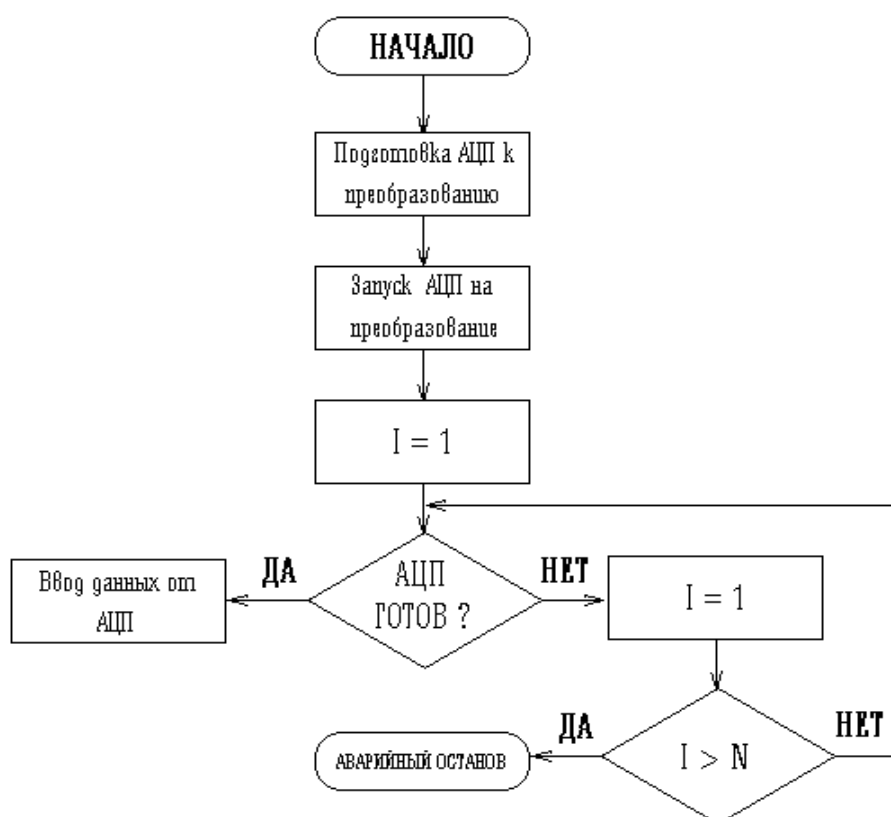 НАЧАЛО
Подготовка АЦП к
преобразованию
Запуск АЦП на
преобразование
I = 1
АЦП
ГОТОВ ?
ДА
НЕТ
Ввод данных от
АЦП
I = 1
I > N
ДА
НЕТ
АВАРИЙНЫЙ ОСТАНОВ